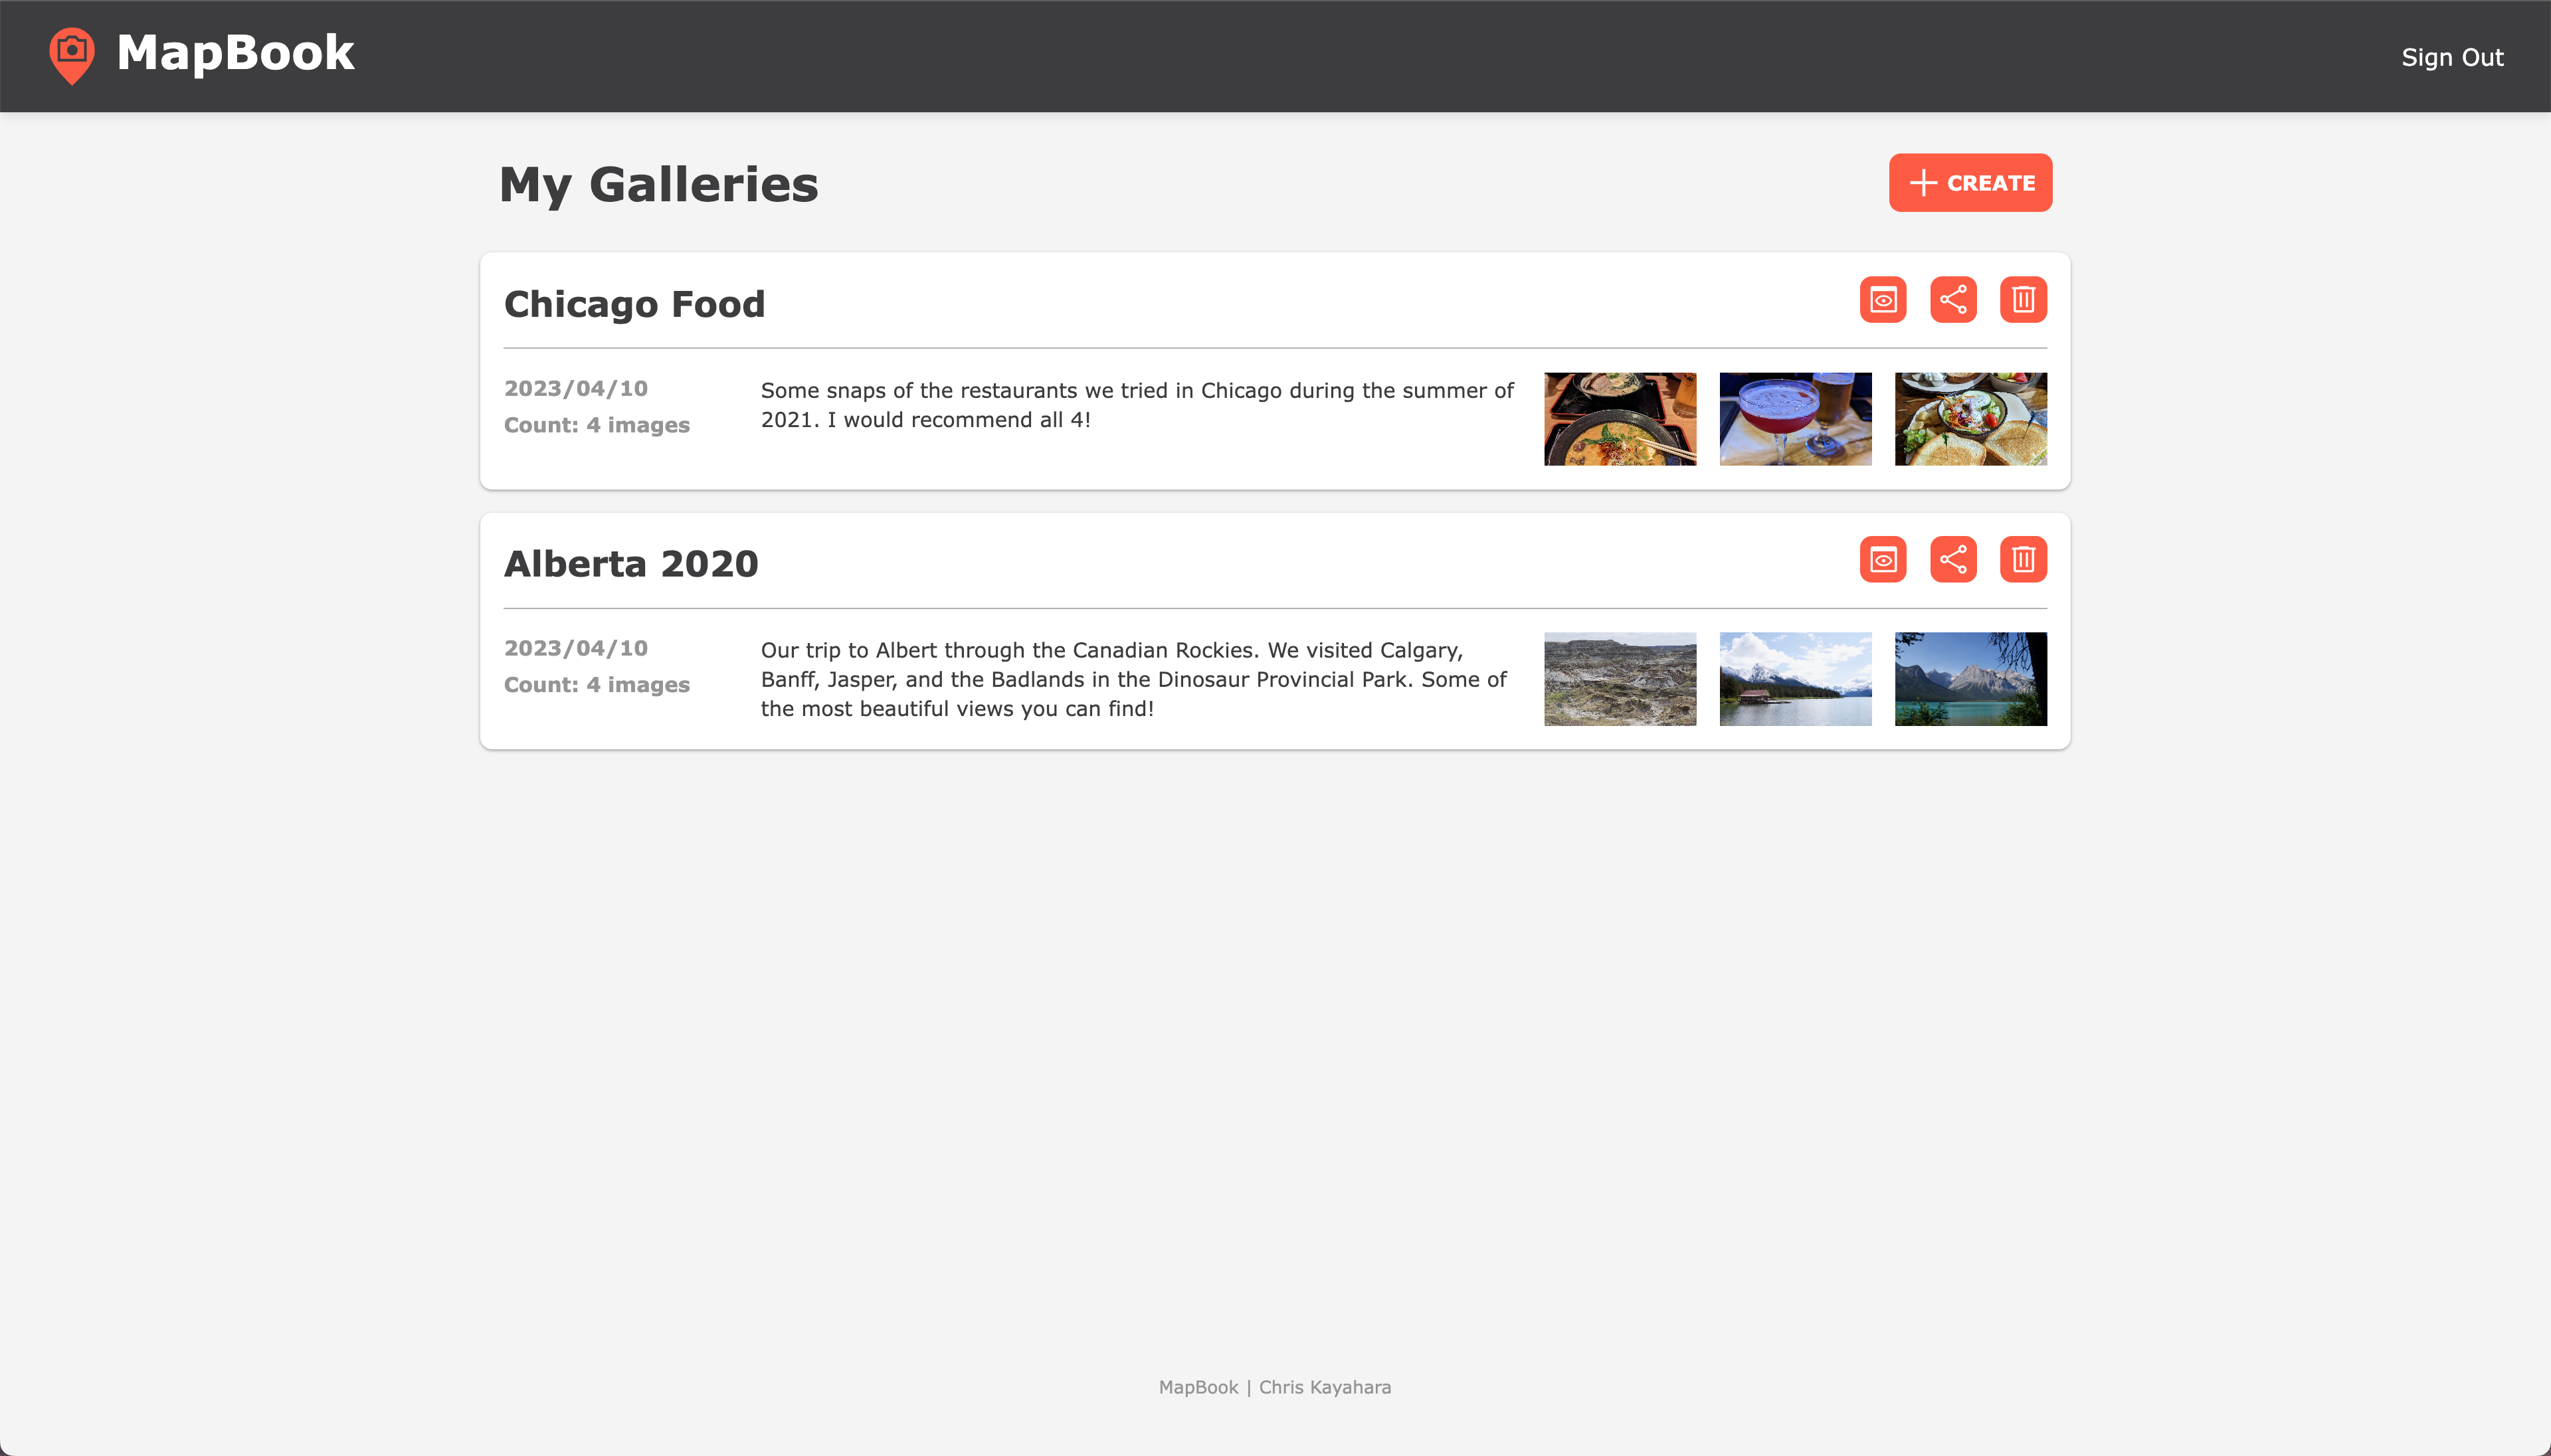 MapBook
Sign Out
My Galleries
CREATE
Chicago Food
2023/04/10
Count: 4 images
Some snaps of the restaurants we tried in Chicago during the summer of
2021. I would recommend all 4!
Alberta 2020
2023/04/10
Count: 4 images
Our trip to Albert through the Canadian Rockies. We visited Calgary,
Banff, Jasper, and the Badlands in the Dinosaur Provincial Park. Some of
the most beautiful views you can find!
MapBook | Chris Kayahara